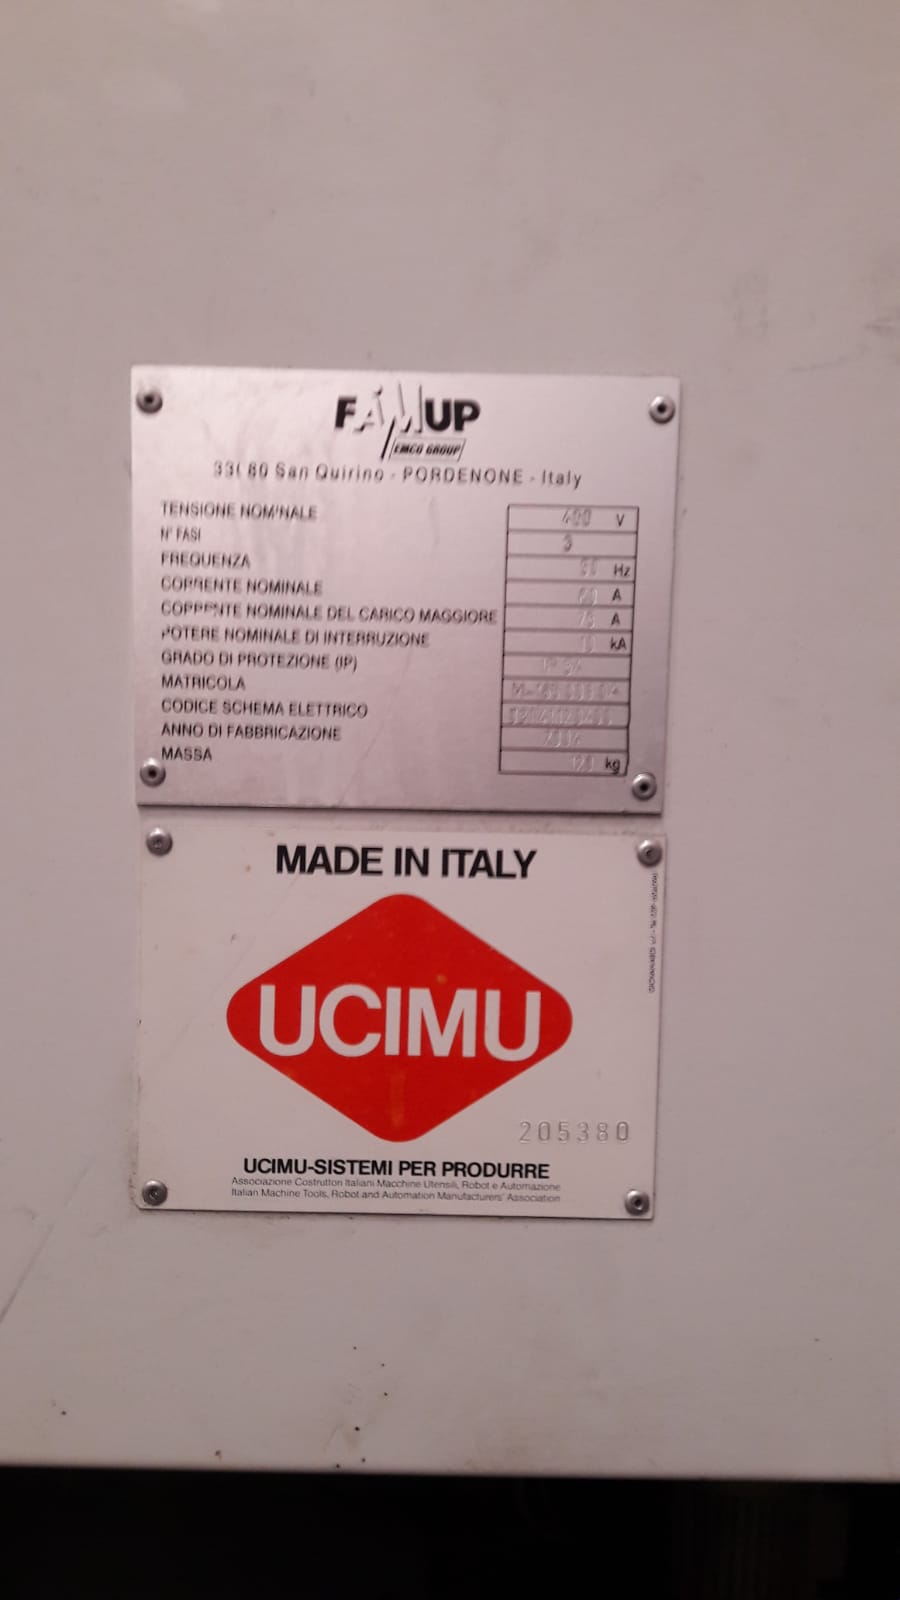 FAMUP
EMCO GROUP
San Quirino - PORDENONE - Italy
TENSIONE NOMINALE 400 V
N° FASI 3
FREQUENZA Hz
CORRENTE NOMINALE A
CORRENTE NOMINALE DEL CARICO MAGGIORE A
POTERE NOMINALE DI INTERRUZIONE kA
GRADO DI PROTEZIONE (IP)
MATRICOLA
CODICE SCHEMA ELETTRICO
ANNO DI FABBRICAZIONE
MASSA kg
MADE IN ITALY
UCIMU
205380
UCIMU-SISTEMI PER PRODURRE
Associazione Costruttori Italiani Macchine Utensili, Robot e Automazione
Italian Machine Tools, Robot and Automation Manufacturers' Association